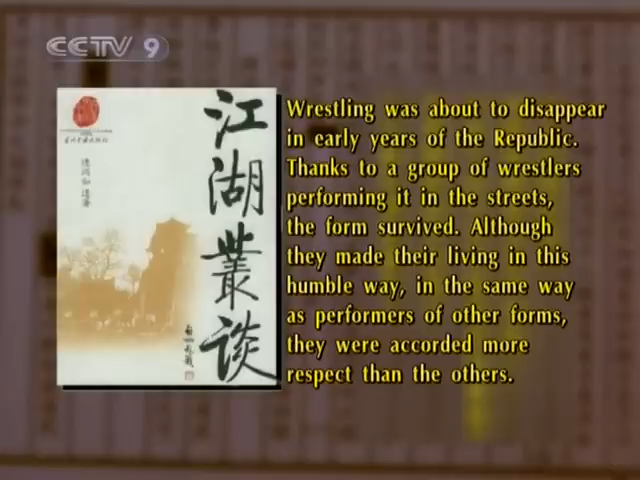 CCTV 9
江湖叢談
Wrestling was about to disappear
in early years of the Republic.
Thanks to a group of wrestlers
performing it in the streets,
the form survived. Although
they made their living in this
humble way, in the same way
as performers of other forms,
they were accorded more
respect than the others.